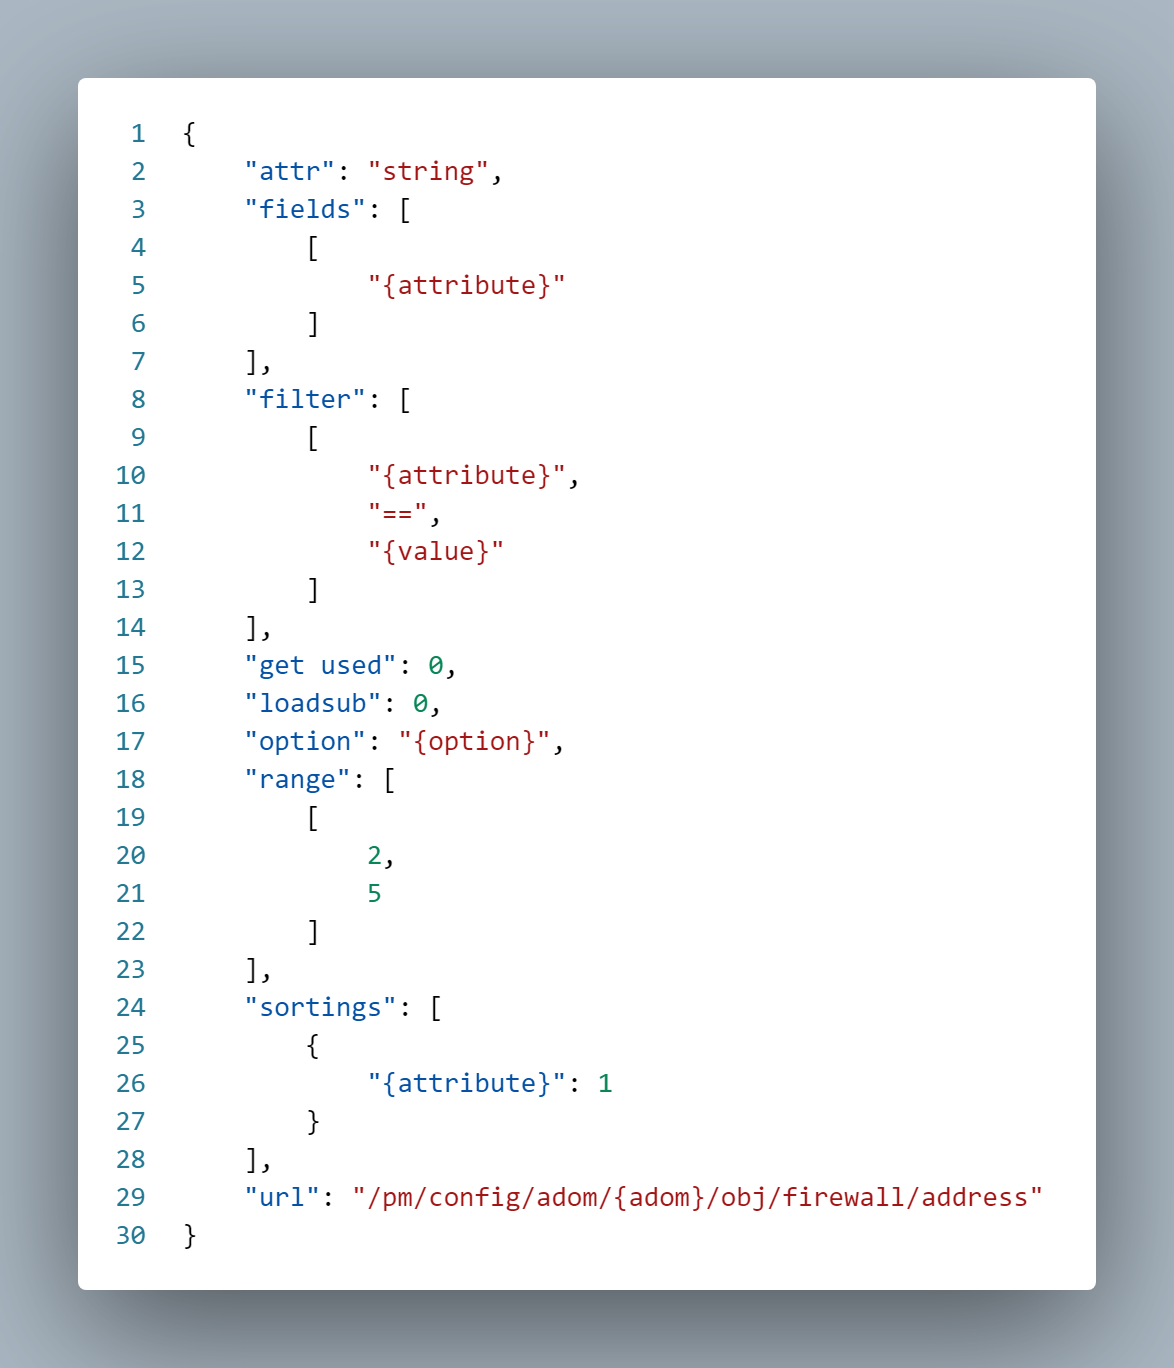 1 {
2     "attr": "string",
3     "fields": [
4         [
5             "{attribute}"
6         ]
7     ],
8     "filter": [
9         [
10             "{attribute}",
11             "==",
12             "{value}"
13         ]
14     ],
15     "get used": 0,
16     "loadsub": 0,
17     "option": "{option}",
18     "range": [
19         [
20             2,
21             5
22         ]
23     ],
24     "sortings": [
25         {
26             "{attribute}": 1
27         }
28     ],
29     "url": "/pm/config/adom/{adom}/obj/firewall/address"
30 }